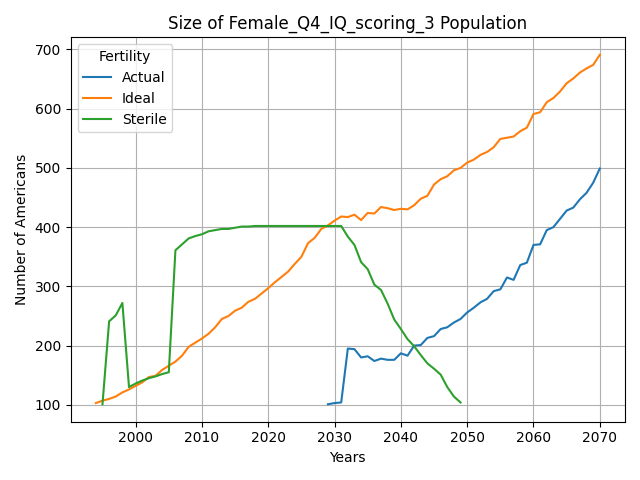 Size of Female_Q4_IQ_scoring_3 Population
Fertility
Actual
Ideal
Sterile
Number of Americans
700
600
500
400
300
200
100
2000
2010
2020
2030
2040
2050
2060
2070
Years